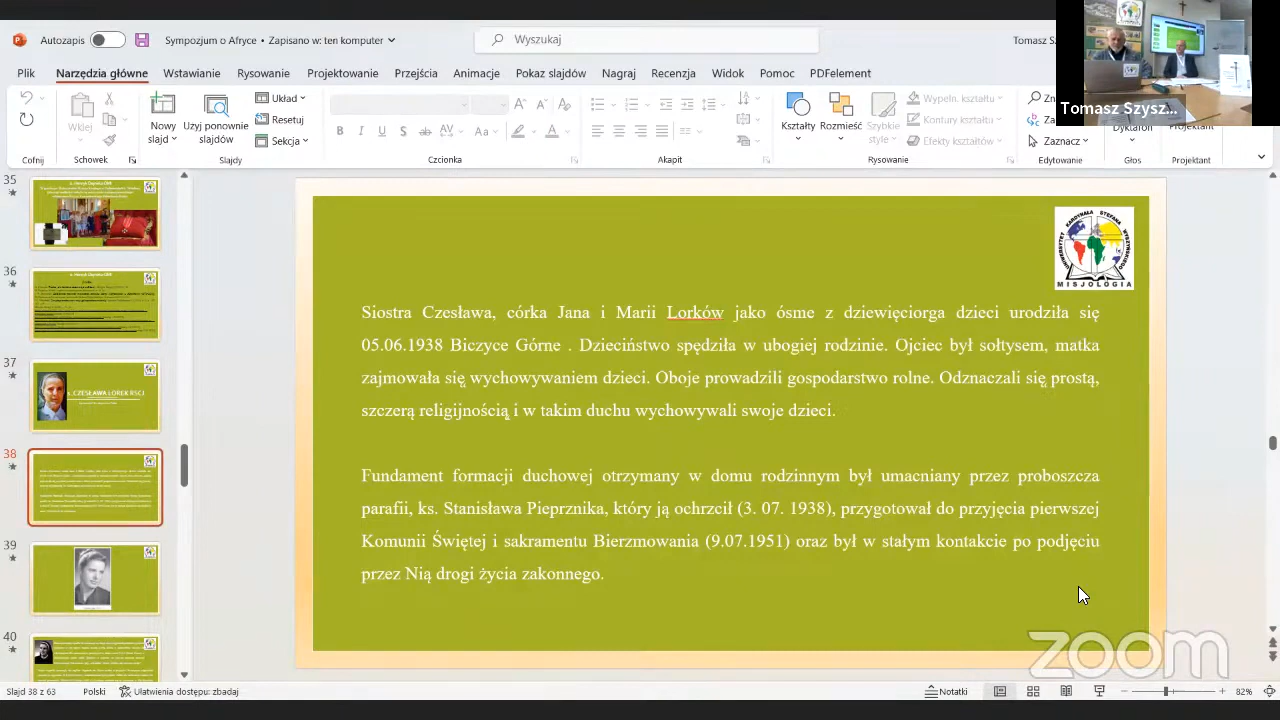 Autozapis
Sympozjum o Afryce • Zapisano w: ten komputer
Wyszukaj
Tomasz Szysz...
Plik Narzędzia główne Wstawianie Rysowanie Projektowanie Przejścia Animacje Pokaz slajdów Nagraj Recenzja Widok Pomoc PDFelement
Cofnij
Wklej
Schowek
Nowy slajd
Użyj ponownie slajdów
Układ
Resetuj
Sekcja
Slajdy
Czcionka
Akapit
Kształty
Rozmieść
Szybkie style
Wypełn. kształtu
Kontury kształtu
Efekty kształtu
Rysowanie
Zaznacz
Edytowanie
Dyktafon
Głos
Projektant
35
36
37
s. CZESŁAWA LOREK RSCJ
38
39
40
UNIWERSYTET KARDYNAŁA STEFANA WYSZYŃSKIEGO
MISJOLOGIA
Siostra Czesława, córka Jana i Marii Lorków jako ósme z dziewięciorga dzieci urodziła się
05.06.1938 Biczyce Górne . Dzieciństwo spędziła w ubogiej rodzinie. Ojciec był sołtysem, matka
zajmowała się wychowywaniem dzieci. Oboje prowadzili gospodarstwo rolne. Odznaczali się prostą,
szczerą religijnością i w takim duchu wychowywali swoje dzieci.
Fundament formacji duchowej otrzymany w domu rodzinnym był umacniany przez proboszcza
parafii, ks. Stanisława Pieprznika, który ją ochrzcił (3. 07. 1938), przygotował do przyjęcia pierwszej
Komunii Świętej i sakramentu Bierzmowania (9.07.1951) oraz był w stałym kontakcie po podjęciu
przez Nią drogi życia zakonnego.
zoom
Slajd 38 z 63
Polski
Ułatwienia dostępu: zbadaj
Notatki
82%